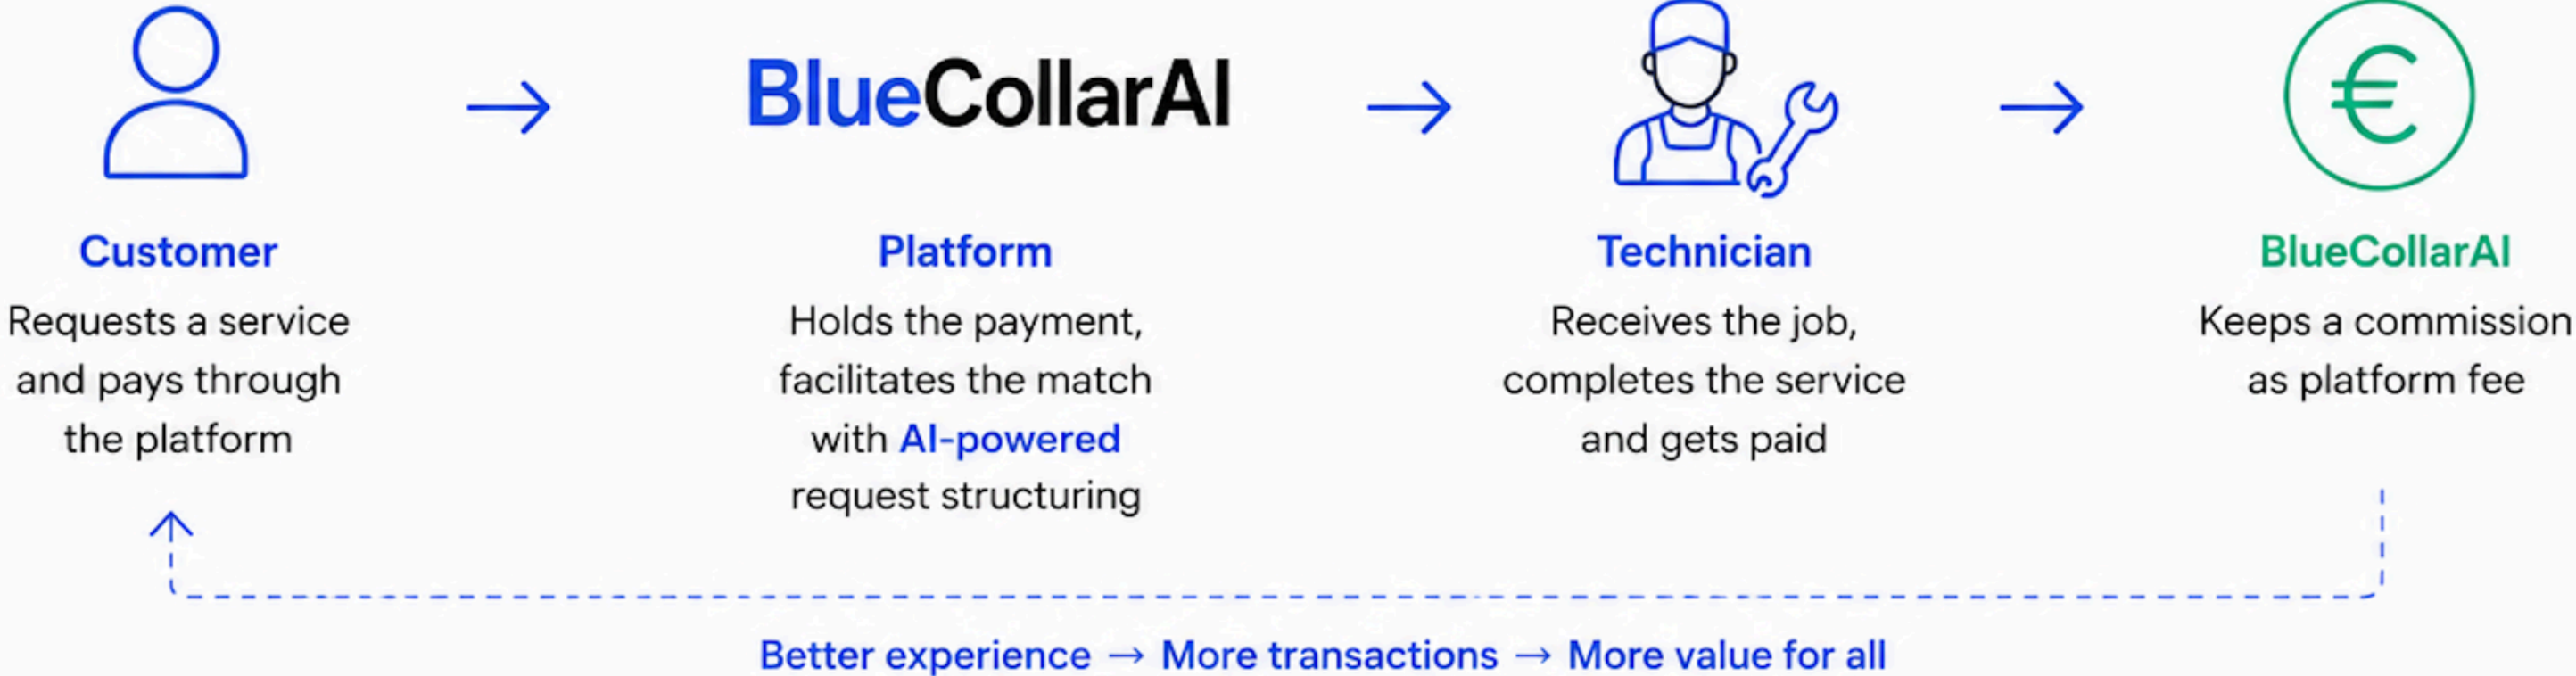 BlueCollarAI
€
Customer
Requests a service
and pays through
the platform
Platform
Holds the payment,
facilitates the match
with AI-powered
request structuring
Technician
Receives the job,
completes the service
and gets paid
BlueCollarAI
Keeps a commission
as platform fee
Better experience → More transactions → More value for all